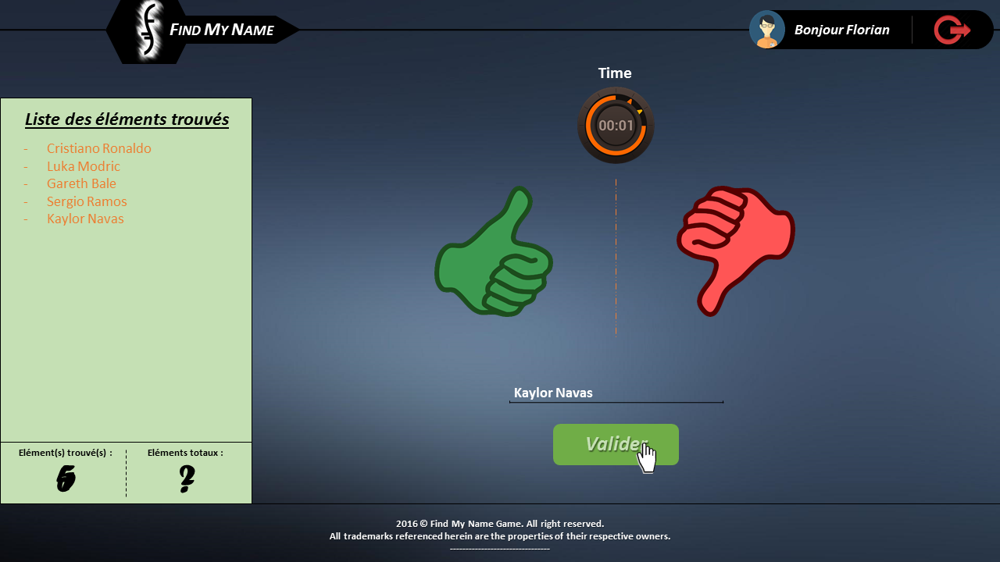 FIND MY NAME
Bonjour Florian
Time
00:01
Liste des éléments trouvés
- Cristiano Ronaldo
- Luka Modric
- Gareth Bale
- Sergio Ramos
- Kaylor Navas
Kaylor Navas
Valider
Elément(s) trouvé(s) :
Eléments totaux :
?
2016 © Find My Name Game. All right reserved.
All trademarks referenced herein are the properties of their respective owners.
--------------------------------